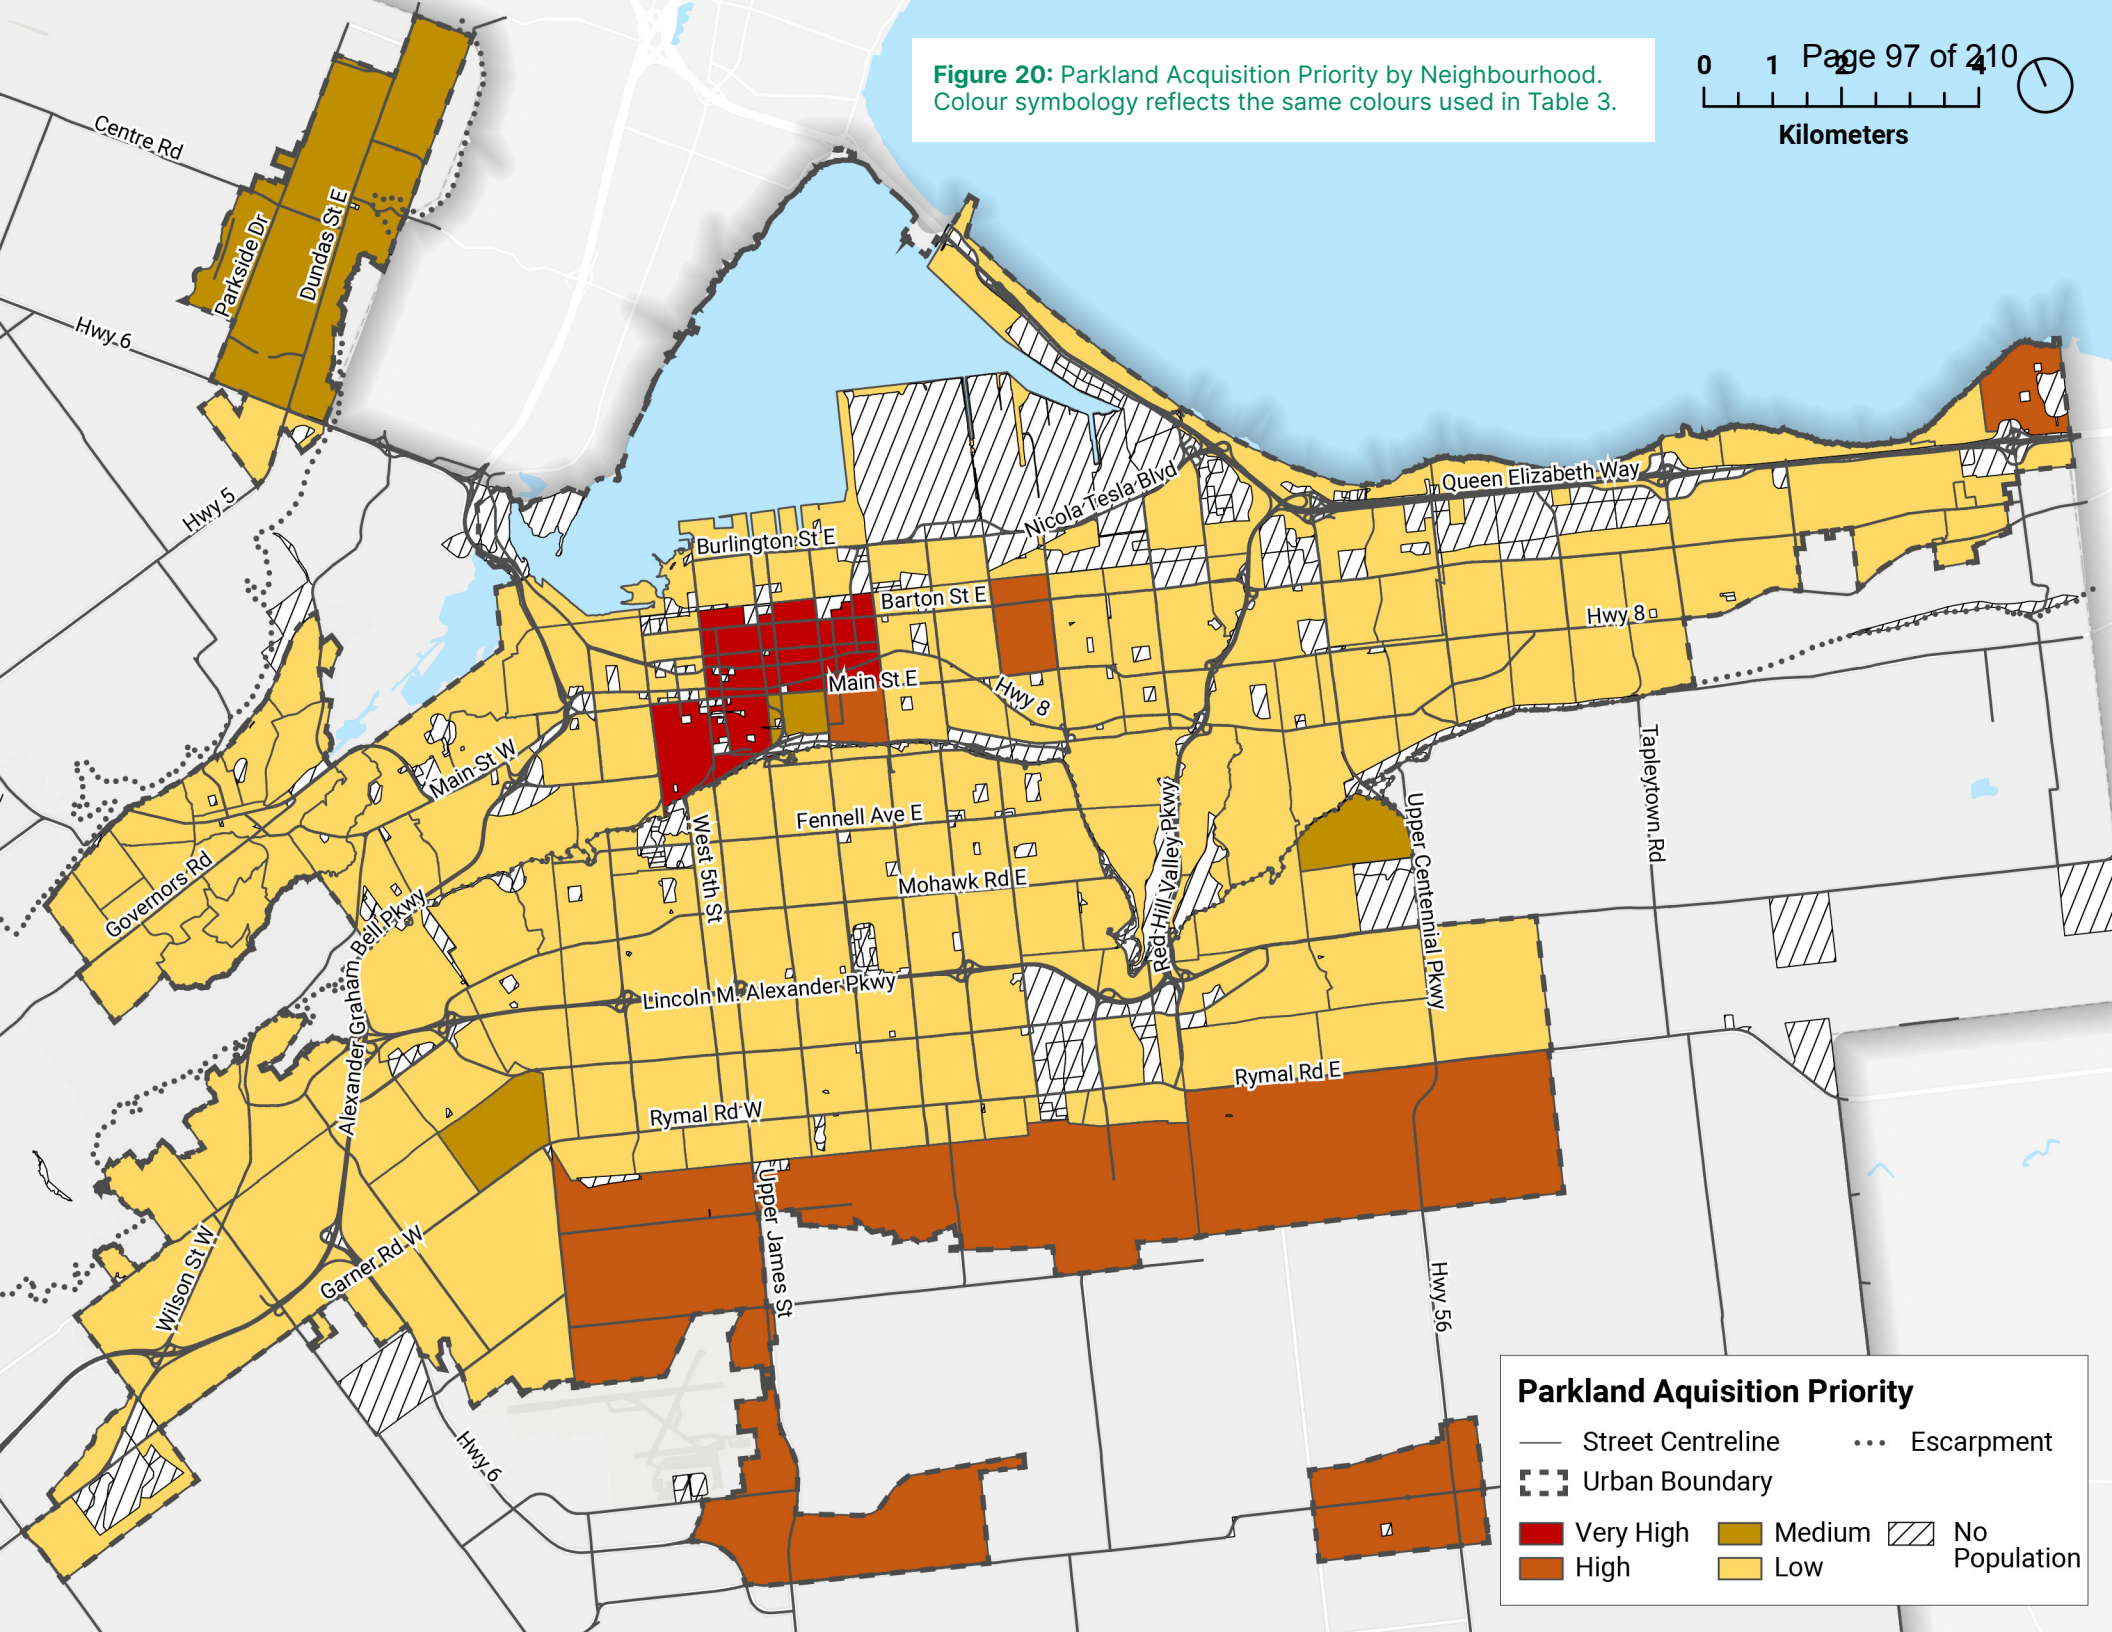 Figure 20: Parkland Acquisition Priority by Neighbourhood.
Colour symbology reflects the same colours used in Table 3.
Page 97 of 210
0 1 2 4
Kilometers
Centre Rd
Parkside Dr
Dundas St E
Hwy 6
Hwy 5
Queen Elizabeth Way
Nicola Tesla Blvd
Burlington St E
Barton St E
Hwy 8
Main St E
Hwy 8
Main St W
Tapleytown Rd
Fennell Ave E
West 5th St
Red Hill Valley Pkwy
Upper Centennial Pkwy
Governors Rd
Mohawk Rd E
Alexander Graham Bell Pkwy
Lincoln M. Alexander Pkwy
Rymal Rd E
Rymal Rd W
Upper James St
Wilson St W
Garner Rd W
Hwy 56
Hwy 6
Parkland Aquisition Priority
Street Centreline
Escarpment
Urban Boundary
Very High
Medium
No
Population
High
Low